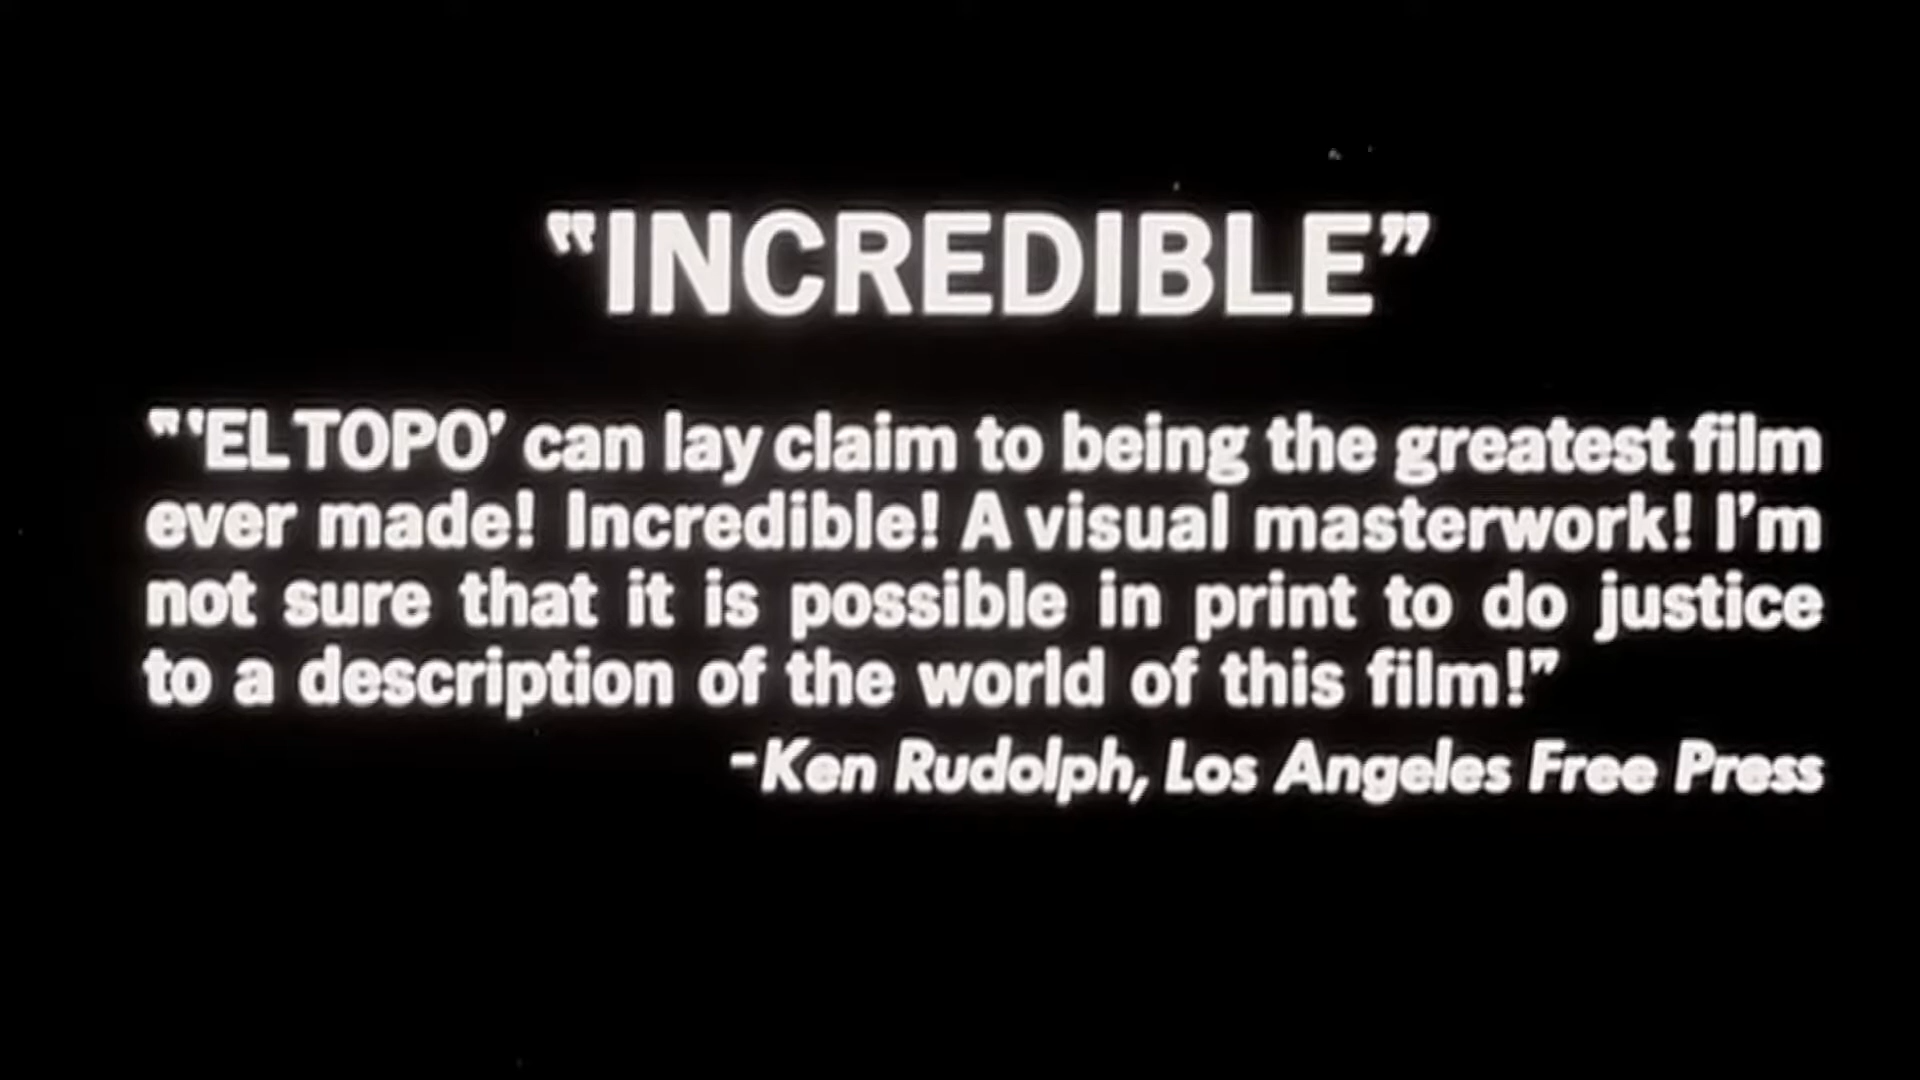 "INCREDIBLE"
"'EL TOPO' can lay claim to being the greatest film
ever made! Incredible! A visual masterwork! I'm
not sure that it is possible in print to do justice
to a description of the world of this film!"
-Ken Rudolph, Los Angeles Free Press